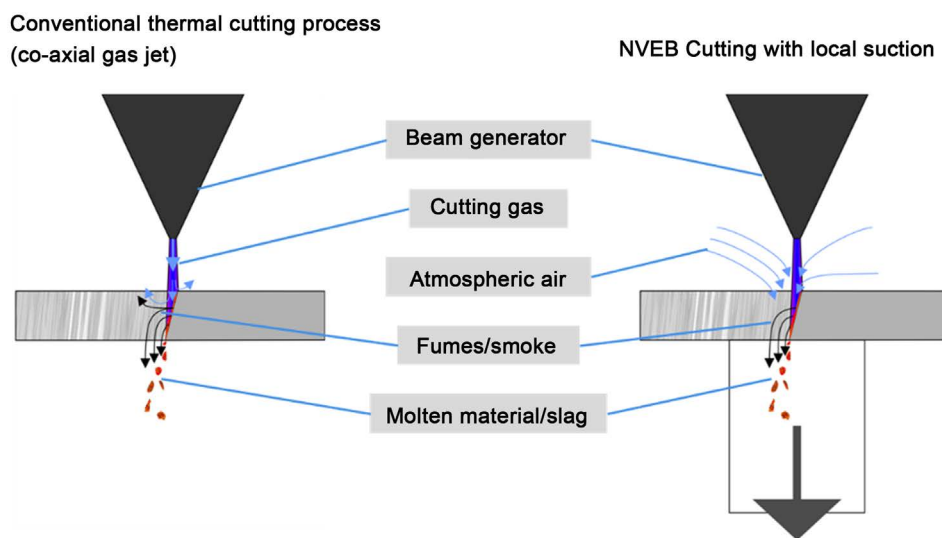 Conventional thermal cutting process
(co-axial gas jet)
NVEB Cutting with local suction
Beam generator
Cutting gas
Atmospheric air
Fumes/smoke
Molten material/slag